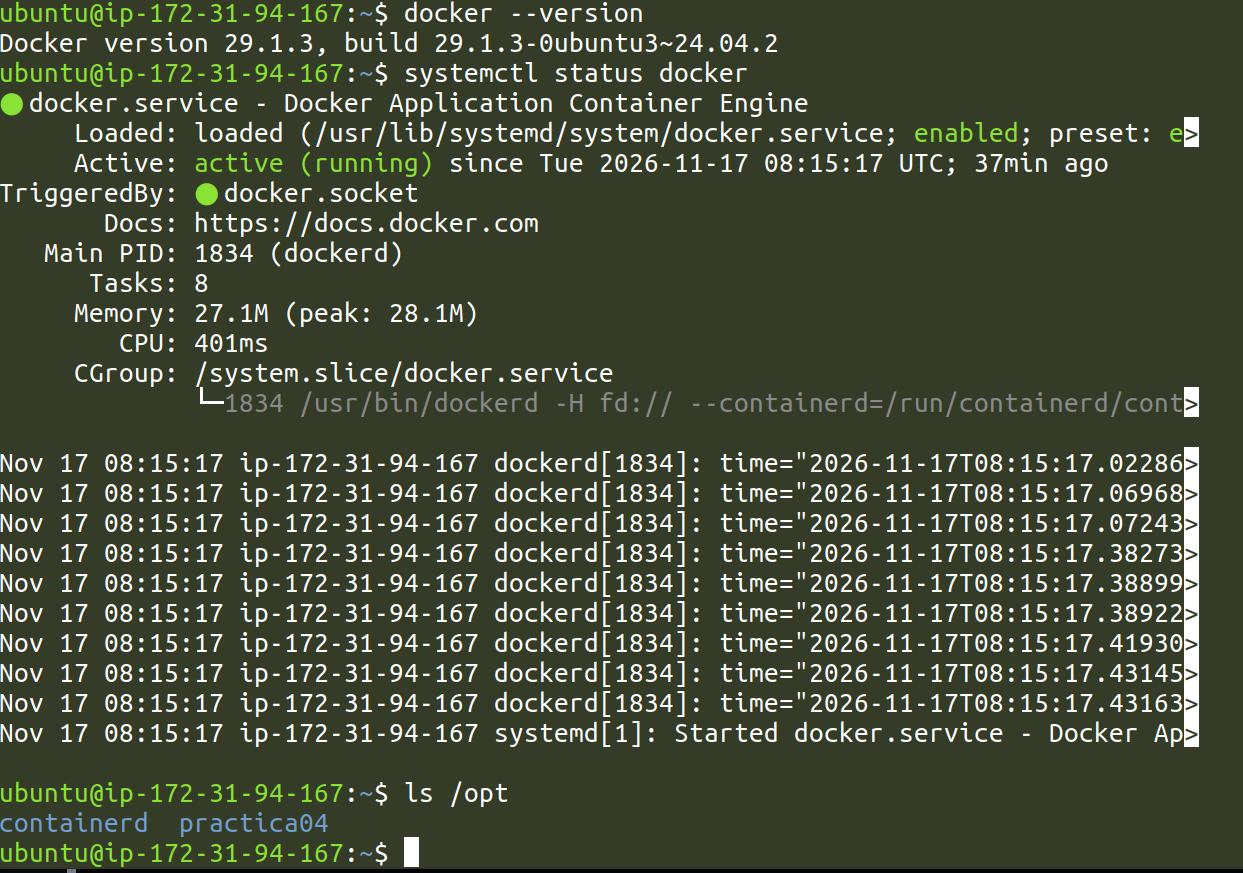 ubuntu@ip-172-31-94-167:~$ docker --version
Docker version 29.1.3, build 29.1.3-0ubuntu3~24.04.2
ubuntu@ip-172-31-94-167:~$ systemctl status docker
● docker.service - Docker Application Container Engine
     Loaded: loaded (/usr/lib/systemd/system/docker.service; enabled; preset: e>
     Active: active (running) since Tue 2026-11-17 08:15:17 UTC; 37min ago
TriggeredBy: ● docker.socket
       Docs: https://docs.docker.com
   Main PID: 1834 (dockerd)
      Tasks: 8
     Memory: 27.1M (peak: 28.1M)
        CPU: 401ms
     CGroup: /system.slice/docker.service
             └─1834 /usr/bin/dockerd -H fd:// --containerd=/run/containerd/cont>
Nov 17 08:15:17 ip-172-31-94-167 dockerd[1834]: time="2026-11-17T08:15:17.02286>
Nov 17 08:15:17 ip-172-31-94-167 dockerd[1834]: time="2026-11-17T08:15:17.06968>
Nov 17 08:15:17 ip-172-31-94-167 dockerd[1834]: time="2026-11-17T08:15:17.07243>
Nov 17 08:15:17 ip-172-31-94-167 dockerd[1834]: time="2026-11-17T08:15:17.38273>
Nov 17 08:15:17 ip-172-31-94-167 dockerd[1834]: time="2026-11-17T08:15:17.38899>
Nov 17 08:15:17 ip-172-31-94-167 dockerd[1834]: time="2026-11-17T08:15:17.38922>
Nov 17 08:15:17 ip-172-31-94-167 dockerd[1834]: time="2026-11-17T08:15:17.41930>
Nov 17 08:15:17 ip-172-31-94-167 dockerd[1834]: time="2026-11-17T08:15:17.43145>
Nov 17 08:15:17 ip-172-31-94-167 dockerd[1834]: time="2026-11-17T08:15:17.43163>
Nov 17 08:15:17 ip-172-31-94-167 systemd[1]: Started docker.service - Docker Ap>
ubuntu@ip-172-31-94-167:~$ ls /opt
containerd  practica04
ubuntu@ip-172-31-94-167:~$